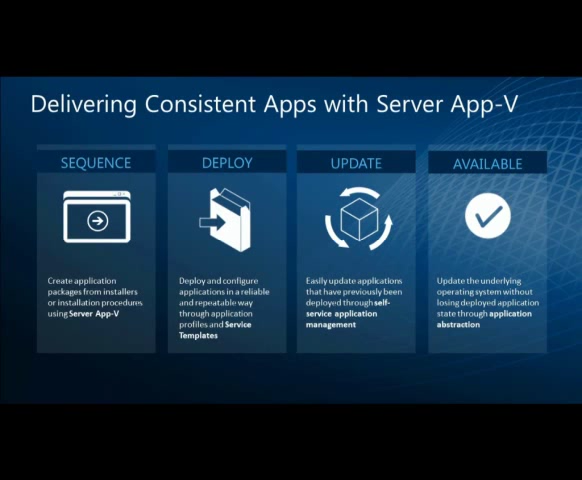 Delivering Consistent Apps with Server App-V
SEQUENCE
Create application
packages from installers
or installation procedures
using Server App-V
DEPLOY
Deploy and configure
applications in a reliable
and repeatable way
through application
profiles and Service
Templates
UPDATE
Easily update applications
that have previously been
deployed through self-
service application
management
AVAILABLE
Update the underlying
operating system without
losing deployed application
state through application
abstraction